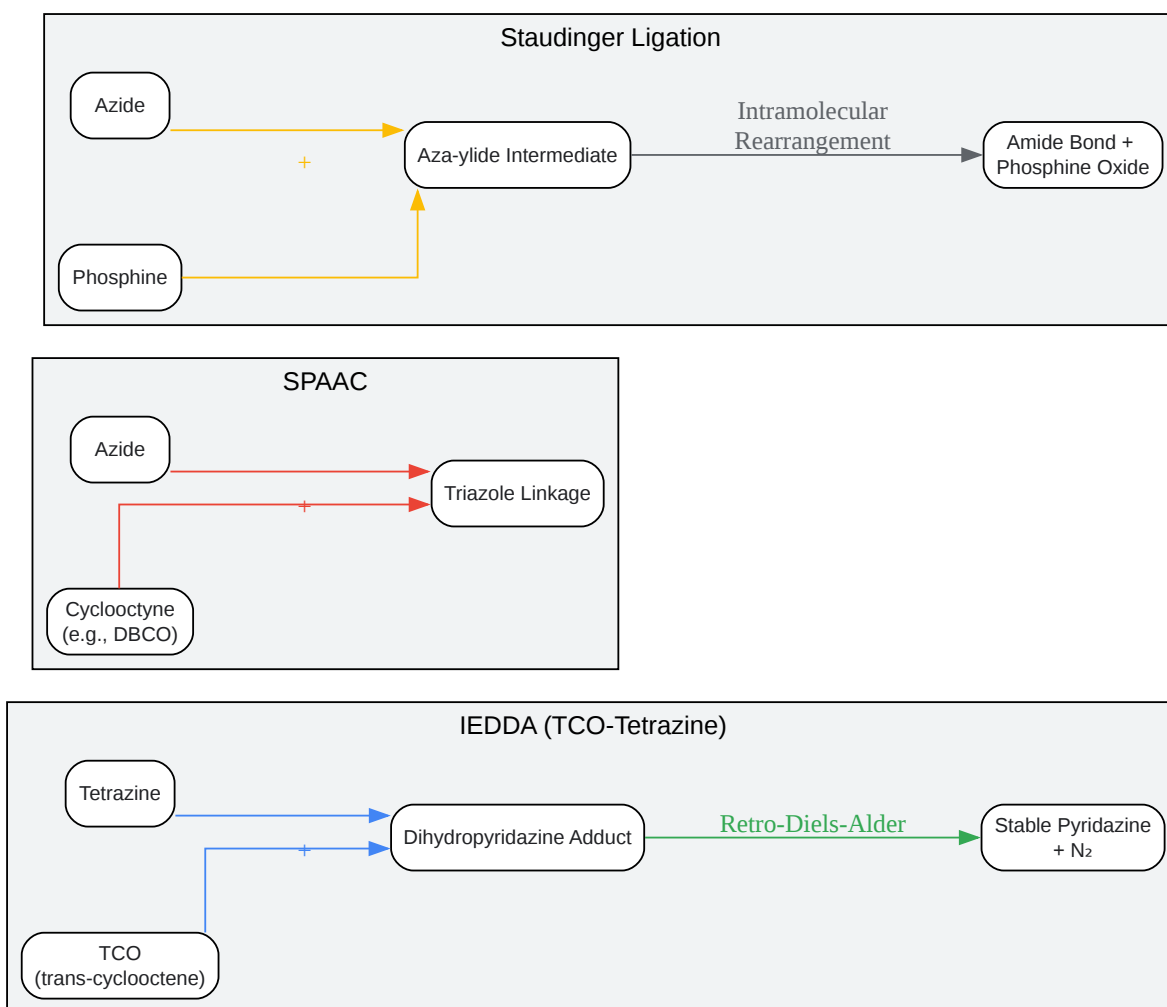 Staudinger Ligation
Azide
+
Phosphine
Aza-ylide Intermediate
Intramolecular
Rearrangement
Amide Bond +
Phosphine Oxide
SPAAC
Azide
+
Cyclooctyne
(e.g., DBCO)
Triazole Linkage
IEDDA (TCO-Tetrazine)
Tetrazine
+
TCO
(trans-cyclooctene)
Dihydropyridazine Adduct
Retro-Diels-Alder
Stable Pyridazine
+ N₂